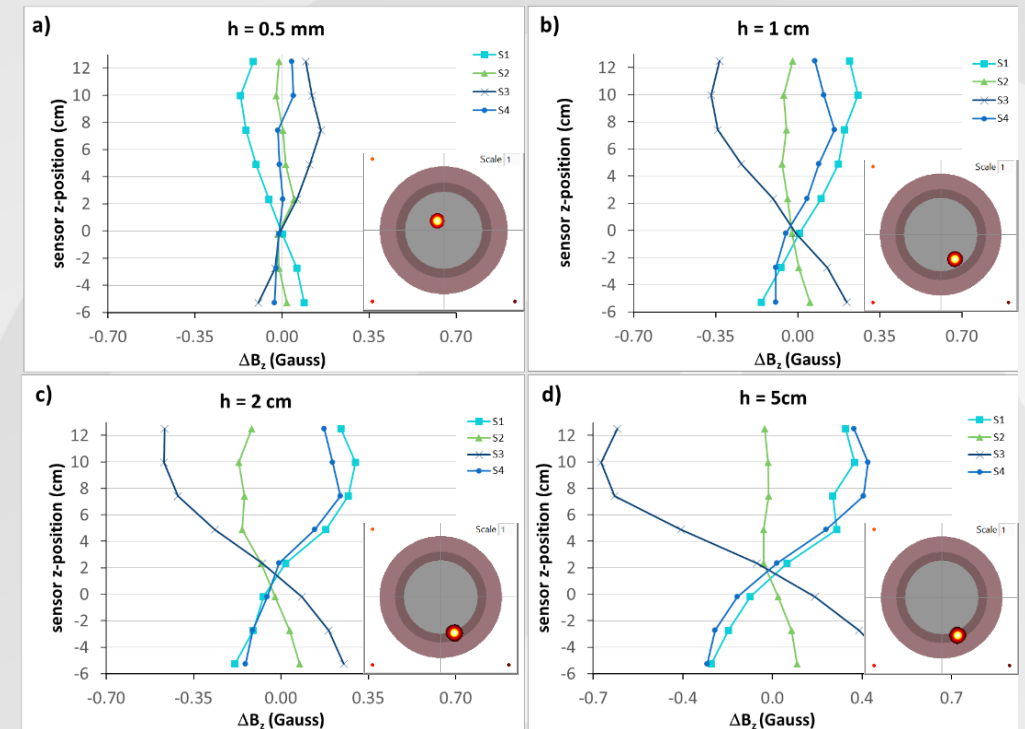 a)
h = 0.5 mm
S1
S2
S3
S4
12
10
8
6
4
2
0
-2
-4
-6
sensor z-position (cm)
Scale 1
-0.70
-0.35
0.00
0.35
0.70
ΔBz (Gauss)
b)
h = 1 cm
S1
S2
S3
S4
12
10
8
6
4
2
0
-2
-4
-6
sensor z-position (cm)
Scale 1
-0.70
-0.35
0.00
0.35
0.70
ΔBz (Gauss)
c)
h = 2 cm
S1
S2
S3
S4
12
10
8
6
4
2
0
-2
-4
-6
sensor z-position (cm)
Scale 1
-0.70
-0.35
0.00
0.35
0.70
ΔBz (Gauss)
d)
h = 5cm
S1
S2
S3
S4
12
10
8
6
4
2
0
-2
-4
-6
sensor z-position (cm)
Scale 1
-0.7
-0.4
0.0
0.4
0.7
ΔBz (Gauss)